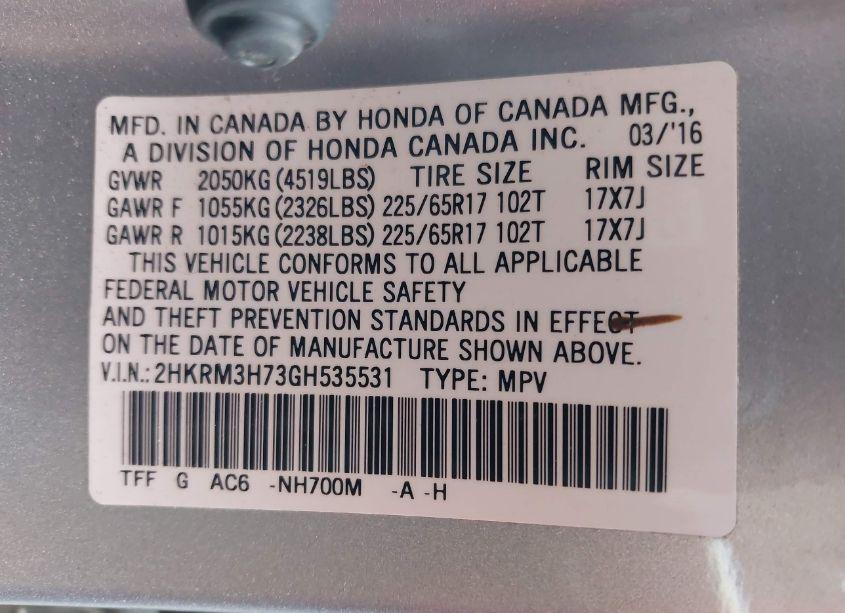 MFD. IN CANADA BY HONDA OF CANADA MFG.,
A DIVISION OF HONDA CANADA INC. 03/'16
GVWR 2050KG (4519LBS) TIRE SIZE RIM SIZE
GAWR F 1055KG (2326LBS) 225/65R17 102T 17X7J
GAWR R 1015KG (2238LBS) 225/65R17 102T 17X7J
THIS VEHICLE CONFORMS TO ALL APPLICABLE
FEDERAL MOTOR VEHICLE SAFETY
AND THEFT PREVENTION STANDARDS IN EFFECT
ON THE DATE OF MANUFACTURE SHOWN ABOVE.
V.I.N.: 2HKRM3H73GH535531 TYPE: MPV
TFF G AC6 -NH700M -A -H